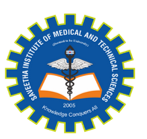 SAVEETHA INSTITUTE OF MEDICAL AND TECHNICAL SCIENCES
2005
Knowledge Conquers All